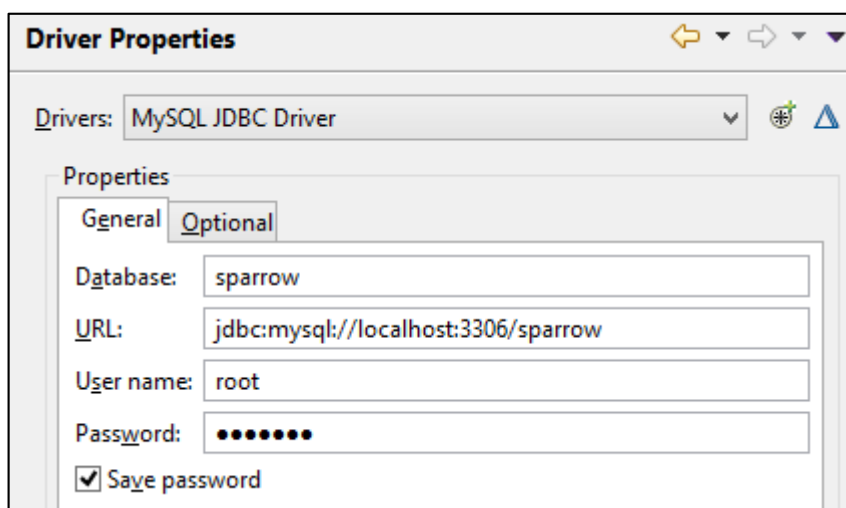 Driver Properties
Drivers: MySQL JDBC Driver
Properties
General Optional
Database: sparrow
URL: jdbc:mysql://localhost:3306/sparrow
User name: root
Password: •••••••
Save password